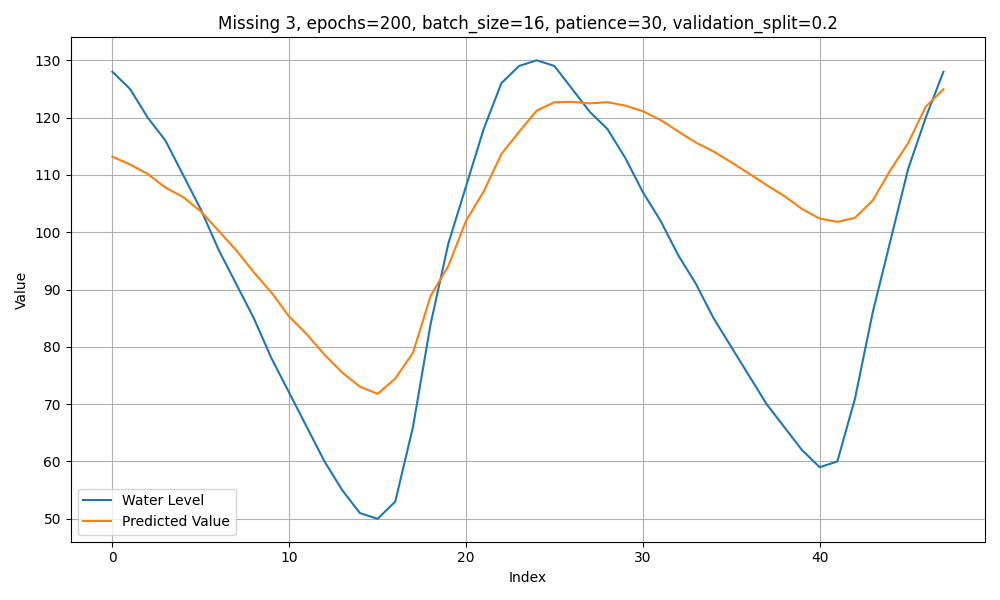 Missing 3, epochs=200, batch_size=16, patience=30, validation_split=0.2
Value
130
120
110
100
90
80
70
60
50
Water Level
Predicted Value
0 10 20 30 40
Index